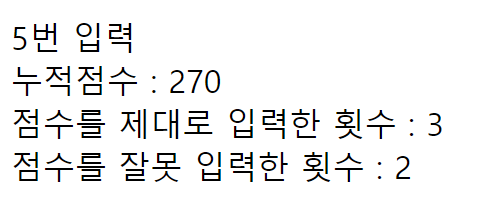 5번 입력
누적점수 : 270
점수를 제대로 입력한 횟수 : 3
점수를 잘못 입력한 횟수 : 2